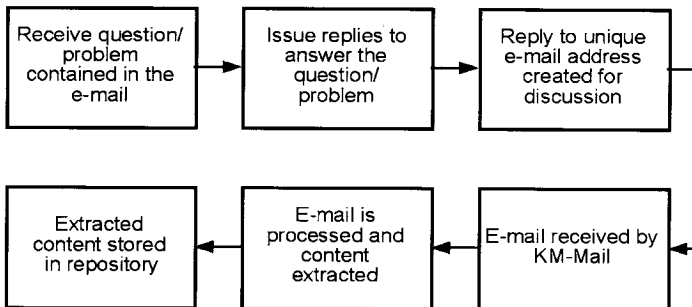 Receive question/
problem
contained in the
e-mail
Issue replies to
answer the
question/
problem
Reply to unique
e-mail address
created for
discussion
E-mail received by
KM-Mail
E-mail is
processed and
content
extracted
Extracted
content stored
in repository